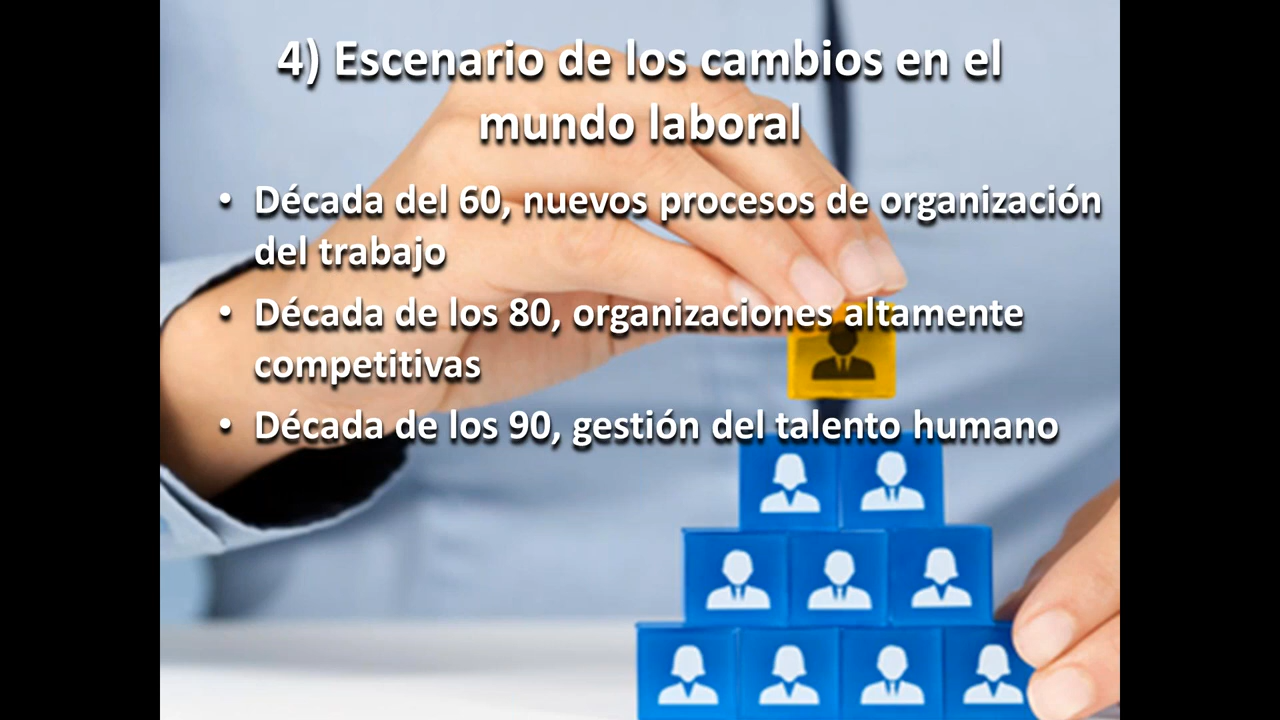 4) Escenario de los cambios en el
mundo laboral
• Década del 60, nuevos procesos de organización
del trabajo
• Década de los 80, organizaciones altamente
competitivas
• Década de los 90, gestión del talento humano